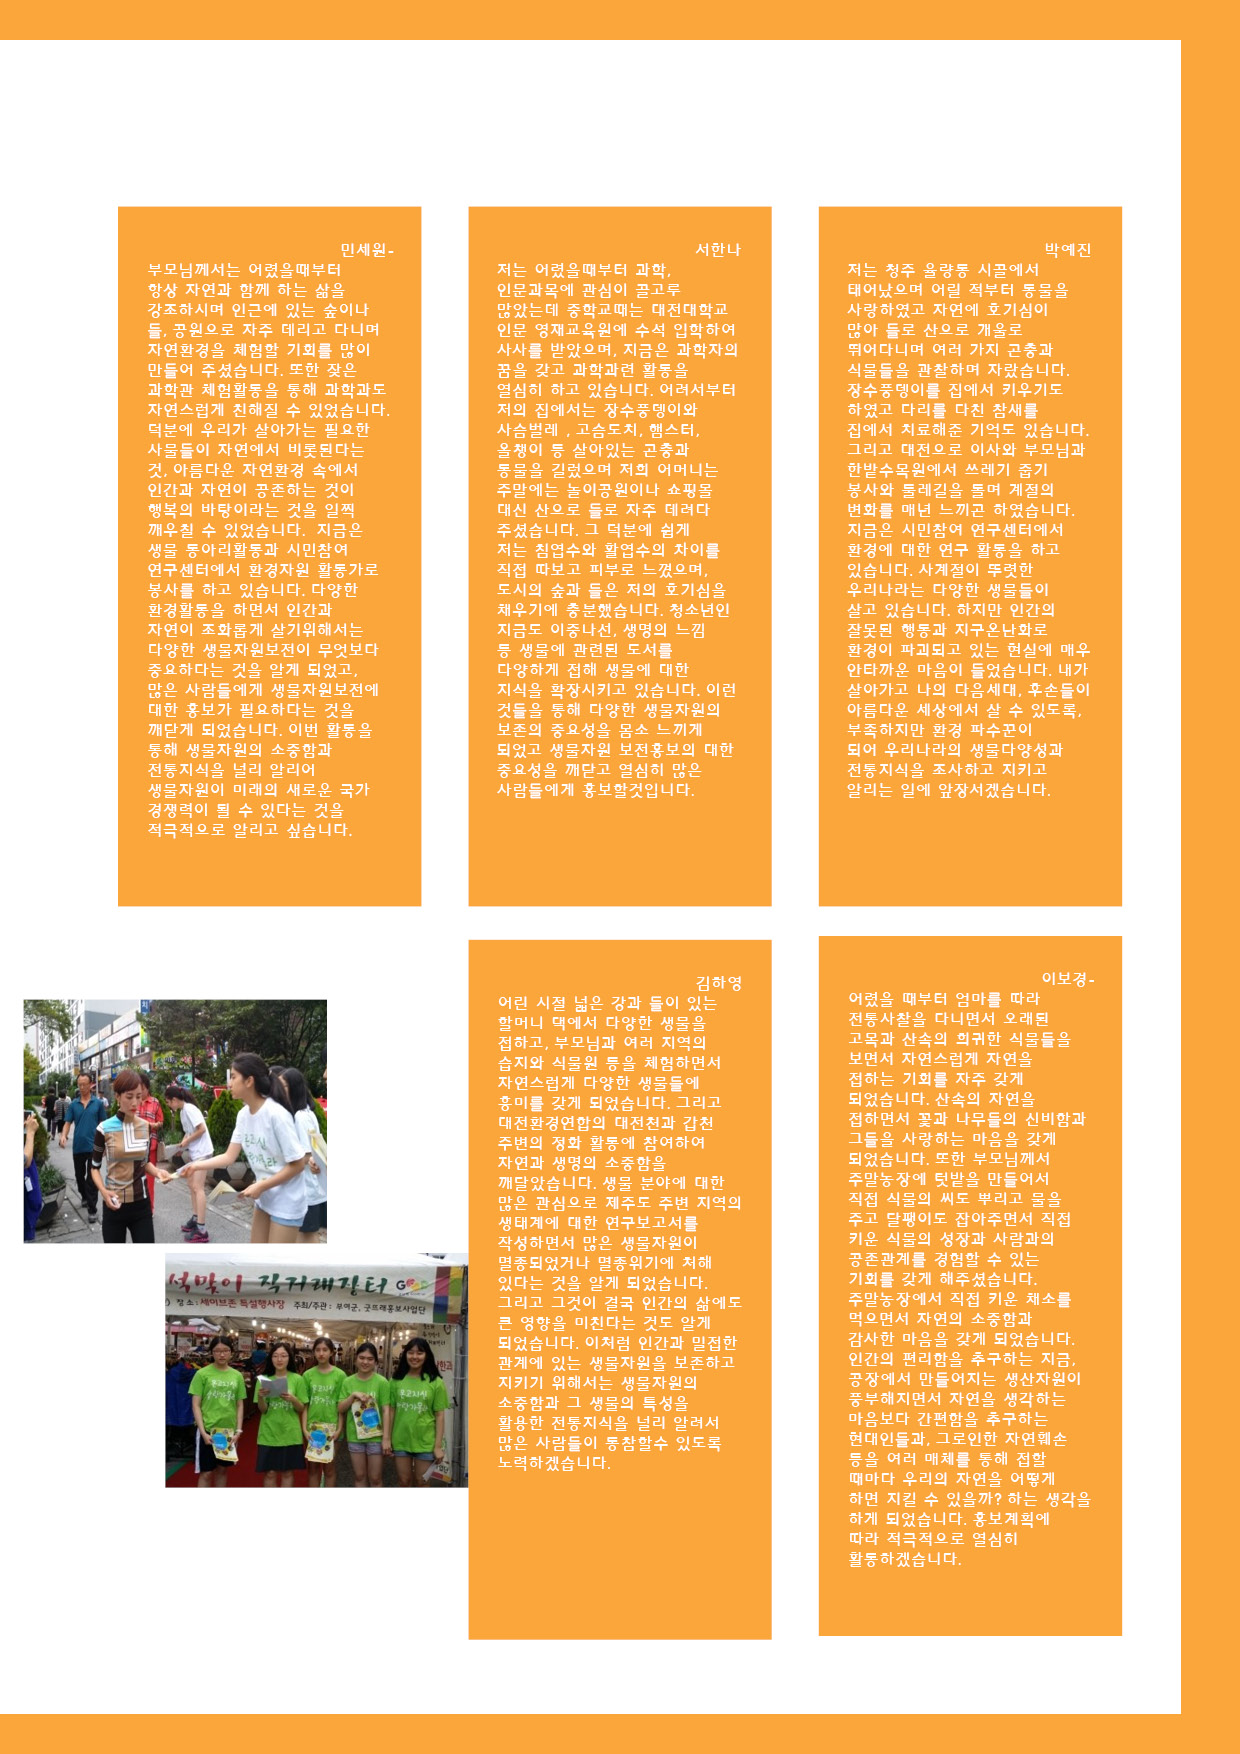 민세원-
부모님께서는 어렸을때부터
항상 자연과 함께 하는 삶을
강조하시며 인근에 있는 숲이나
들, 공원으로 자주 데리고 다니며
자연환경을 체험할 기회를 많이
만들어 주셨습니다. 또한 잦은
과학관 체험활동을 통해 과학과도
자연스럽게 친해질 수 있었습니다.
덕분에 우리가 살아가는 필요한
사물들이 자연에서 비롯된다는
것, 아름다운 자연환경 속에서
인간과 자연이 공존하는 것이
행복의 바탕이라는 것을 일찍
깨우칠 수 있었습니다. 지금은
생물 동아리활동과 시민참여
연구센터에서 환경자원 활동가로
봉사를 하고 있습니다. 다양한
환경활동을 하면서 인간과
자연이 조화롭게 살기위해서는
다양한 생물자원보전이 무엇보다
중요하다는 것을 알게 되었고,
많은 사람들에게 생물자원보전에
대한 홍보가 필요하다는 것을
깨닫게 되었습니다. 이번 활동을
통해 생물자원의 소중함과
전통지식을 널리 알리어
생물자원이 미래의 새로운 국가
경쟁력이 될 수 있다는 것을
적극적으로 알리고 싶습니다.
서한나
저는 어렸을때부터 과학,
인문과목에 관심이 골고루
많았는데 중학교때는 대전대학교
인문 영재교육원에 수석 입학하여
사사를 받았으며, 지금은 과학자의
꿈을 갖고 과학과련 활동을
열심히 하고 있습니다. 어려서부터
저의 집에서는 장수풍뎅이와
사슴벌레 , 고슴도치, 햄스터,
올챙이 등 살아있는 곤충과
동물을 길렀으며 저희 어머니는
주말에는 놀이공원이나 쇼핑몰
대신 산으로 들로 자주 데려다
주셨습니다. 그 덕분에 쉽게
저는 침엽수와 활엽수의 차이를
직접 따보고 피부로 느꼈으며,
도시의 숲과 들은 저의 호기심을
채우기에 충분했습니다. 청소년인
지금도 이중나선, 생명의 느낌
등 생물에 관련된 도서를
다양하게 접해 생물에 대한
지식을 확장시키고 있습니다. 이런
것들을 통해 다양한 생물자원의
보존의 중요성을 몸소 느끼게
되었고 생물자원 보전홍보의 대한
중요성을 깨닫고 열심히 많은
사람들에게 홍보할것입니다.
박예진
저는 청주 율량동 시골에서
태어났으며 어릴 적부터 동물을
사랑하였고 자연에 호기심이
많아 들로 산으로 개울로
뛰어다니며 여러 가지 곤충과
식물들을 관찰하며 자랐습니다.
장수풍뎅이를 집에서 키우기도
하였고 다리를 다친 참새를
집에서 치료해준 기억도 있습니다.
그리고 대전으로 이사와 부모님과
한밭수목원에서 쓰레기 줍기
봉사와 둘레길을 돌며 계절의
변화를 매년 느끼곤 하였습니다.
지금은 시민참여 연구센터에서
환경에 대한 연구 활동을 하고
있습니다. 사계절이 뚜렷한
우리나라는 다양한 생물들이
살고 있습니다. 하지만 인간의
잘못된 행동과 지구온난화로
환경이 파괴되고 있는 현실에 매우
안타까운 마음이 들었습니다. 내가
살아가고 나의 다음세대, 후손들이
아름다운 세상에서 살 수 있도록,
부족하지만 환경 파수꾼이
되어 우리나라의 생물다양성과
전통지식을 조사하고 지키고
알리는 일에 앞장서겠습니다.
김하영
어린 시절 넓은 강과 들이 있는
할머니 댁에서 다양한 생물을
접하고, 부모님과 여러 지역의
습지와 식물원 등을 체험하면서
자연스럽게 다양한 생물들에
흥미를 갖게 되었습니다. 그리고
대전환경연합의 대전천과 갑천
주변의 정화 활동에 참여하여
자연과 생명의 소중함을
깨달았습니다. 생물 분야에 대한
많은 관심으로 제주도 주변 지역의
생태계에 대한 연구보고서를
작성하면서 많은 생물자원이
멸종되었거나 멸종위기에 처해
있다는 것을 알게 되었습니다.
그리고 그것이 결국 인간의 삶에도
큰 영향을 미친다는 것도 알게
되었습니다. 이처럼 인간과 밀접한
관계에 있는 생물자원을 보존하고
지키기 위해서는 생물자원의
소중함과 그 생물의 특성을
활용한 전통지식을 널리 알려서
많은 사람들이 동참할수 있도록
노력하겠습니다.
이보경-
어렸을 때부터 엄마를 따라
전통사찰을 다니면서 오래된
고목과 산속의 희귀한 식물들을
보면서 자연스럽게 자연을
접하는 기회를 자주 갖게
되었습니다. 산속의 자연을
접하면서 꽃과 나무들의 신비함과
그들을 사랑하는 마음을 갖게
되었습니다. 또한 부모님께서
주말농장에 텃밭을 만들어서
직접 식물의 씨도 뿌리고 물을
주고 달팽이도 잡아주면서 직접
키운 식물의 성장과 사람과의
공존관계를 경험할 수 있는
기회를 갖게 해주셨습니다.
주말농장에서 직접 키운 채소를
먹으면서 자연의 소중함과
감사한 마음을 갖게 되었습니다.
인간의 편리함을 추구하는 지금,
공장에서 만들어지는 생산자원이
풍부해지면서 자연을 생각하는
마음보다 간편함을 추구하는
현대인들과, 그로인한 자연훼손
등을 여러 매체를 통해 접할
때마다 우리의 자연을 어떻게
하면 지킬 수 있을까? 하는 생각을
하게 되었습니다. 홍보계획에
따라 적극적으로 열심히
활동하겠습니다.
석맞이 직거래장터
장소 : 세이브존 특설행사장 주최/주관 : 부여군, 굿뜨래홍보사업단